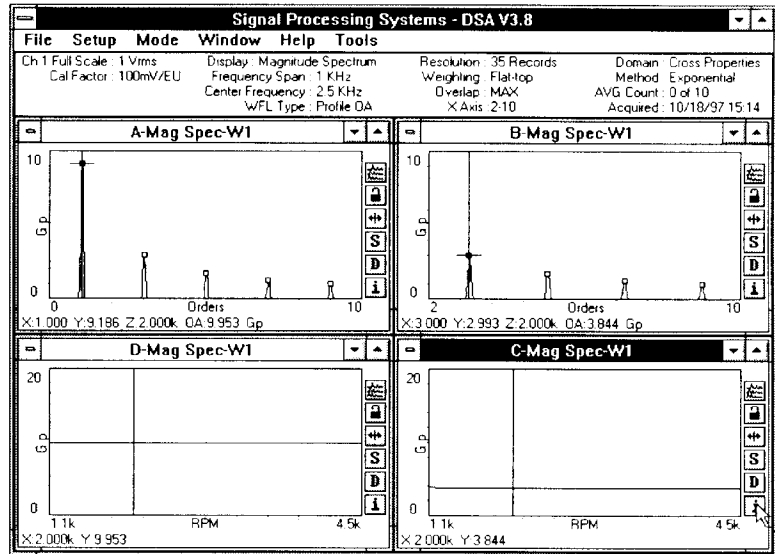 Signal Processing Systems - DSA V3.8
File Setup Mode Window Help Tools
Ch 1 Full Scale : 1 Vrms Display : Magnitude Spectrum Resolution : 35 Records Domain : Cross Properties
Cal Factor : 100mV/EU Frequency Span : 1 KHz Weighting : Flat-top Method : Exponential
Center Frequency : 2.5 KHz Overlap : MAX AVG Count : 0 of 10
WFL Type : Profile OA X Axis : 2-10 Acquired : 10/18/97 15:14
A-Mag Spec-W1
10
Gp
S
D
0
i
0 Orders 10
X:1.000 Y:9.186 Z:2.000k OA:9.953 Gp
B-Mag Spec-W1
10
Gp
S
D
0
i
2 Orders 10
X:3.000 Y:2.993 Z:2.000k OA:3.844 Gp
D-Mag Spec-W1
20
Gp
S
D
0
i
1.1k RPM 4.5k
X:2.000k Y:9.953
C-Mag Spec-W1
20
Gp
S
D
0
i
1.1k RPM 4.5k
X:2.000k Y:3.844